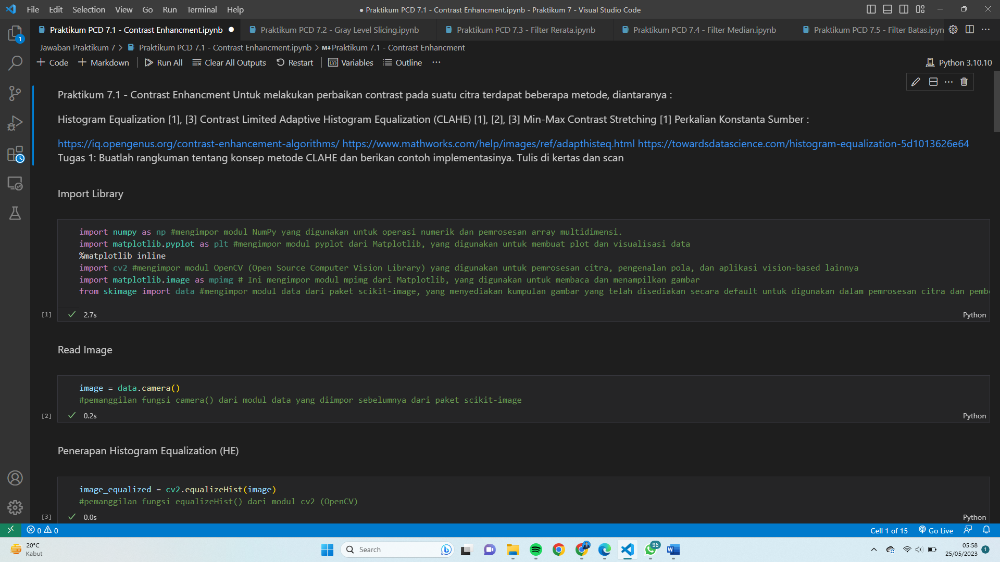 File Edit Selection View Go Run Terminal Help
● Praktikum PCD 7.1 - Contrast Enhancment.ipynb - Praktikum 7 - Visual Studio Code
Praktikum PCD 7.1 - Contrast Enhancment.ipynb ●
Praktikum PCD 7.2 - Gray Level Slicing.ipynb
Praktikum PCD 7.3 - Filter Rerata.ipynb
Praktikum PCD 7.4 - Filter Median.ipynb
Praktikum PCD 7.5 - Filter Batas.ipyn
1
Jawaban Praktikum 7 > Praktikum PCD 7.1 - Contrast Enhancment.ipynb > M↓Praktikum 7.1 - Contrast Enhancment
+ Code + Markdown Run All Clear All Outputs Restart Variables Outline ···
Python 3.10.10
Praktikum 7.1 - Contrast Enhancment Untuk melakukan perbaikan contrast pada suatu citra terdapat beberapa metode, diantaranya :
Histogram Equalization [1], [3] Contrast Limited Adaptive Histogram Equalization (CLAHE) [1], [2], [3] Min-Max Contrast Stretching [1] Perkalian Konstanta Sumber :
https://iq.opengenus.org/contrast-enhancement-algorithms/ https://www.mathworks.com/help/images/ref/adapthisteq.html https://towardsdatascience.com/histogram-equalization-5d1013626e64
Tugas 1: Buatlah rangkuman tentang konsep metode CLAHE dan berikan contoh implementasinya. Tulis di kertas dan scan
Import Library
import numpy as np #mengimpor modul NumPy yang digunakan untuk operasi numerik dan pemrosesan array multidimensi.
import matplotlib.pyplot as plt #mengimpor modul pyplot dari Matplotlib, yang digunakan untuk membuat plot dan visualisasi data
%matplotlib inline
import cv2 #mengimpor modul OpenCV (Open Source Computer Vision Library) yang digunakan untuk pemrosesan citra, pengenalan pola, dan aplikasi vision-based lainnya
import matplotlib.image as mpimg # Ini mengimpor modul mpimg dari Matplotlib, yang digunakan untuk membaca dan menampilkan gambar
from skimage import data #mengimpor modul data dari paket scikit-image, yang menyediakan kumpulan gambar yang telah disediakan secara default untuk digunakan dalam pemrosesan citra dan pemb
[1] ✓ 2.7s Python
Read Image
image = data.camera()
#pemanggilan fungsi camera() dari modul data yang diimpor sebelumnya dari paket scikit-image
[2] ✓ 0.2s Python
Penerapan Histogram Equalization (HE)
image_equalized = cv2.equalizeHist(image)
#pemanggilan fungsi equalizeHist() dari modul cv2 (OpenCV)
[3] ✓ 0.0s Python
0 0 Cell 1 of 15 Go Live
20°C
Kabut
Search
96
05:58
25/05/2023
1